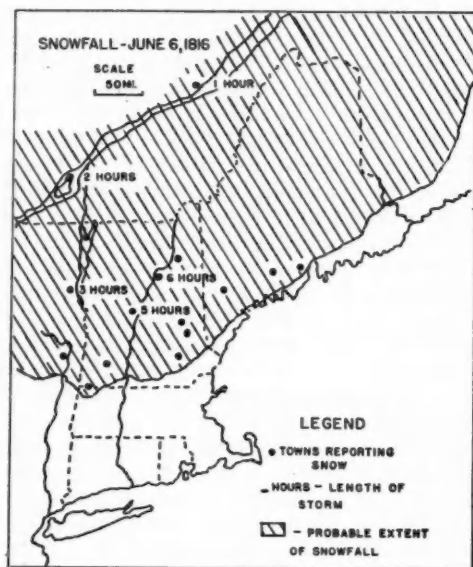 SNOWFALL-JUNE 6, 1816
SCALE
50 MI.
1 HOUR
2 HOURS
6 HOURS
3 HOURS
5 HOURS
LEGEND
TOWNS REPORTING
SNOW
HOURS - LENGTH OF
STORM
- PROBABLE EXTENT
OF SNOWFALL